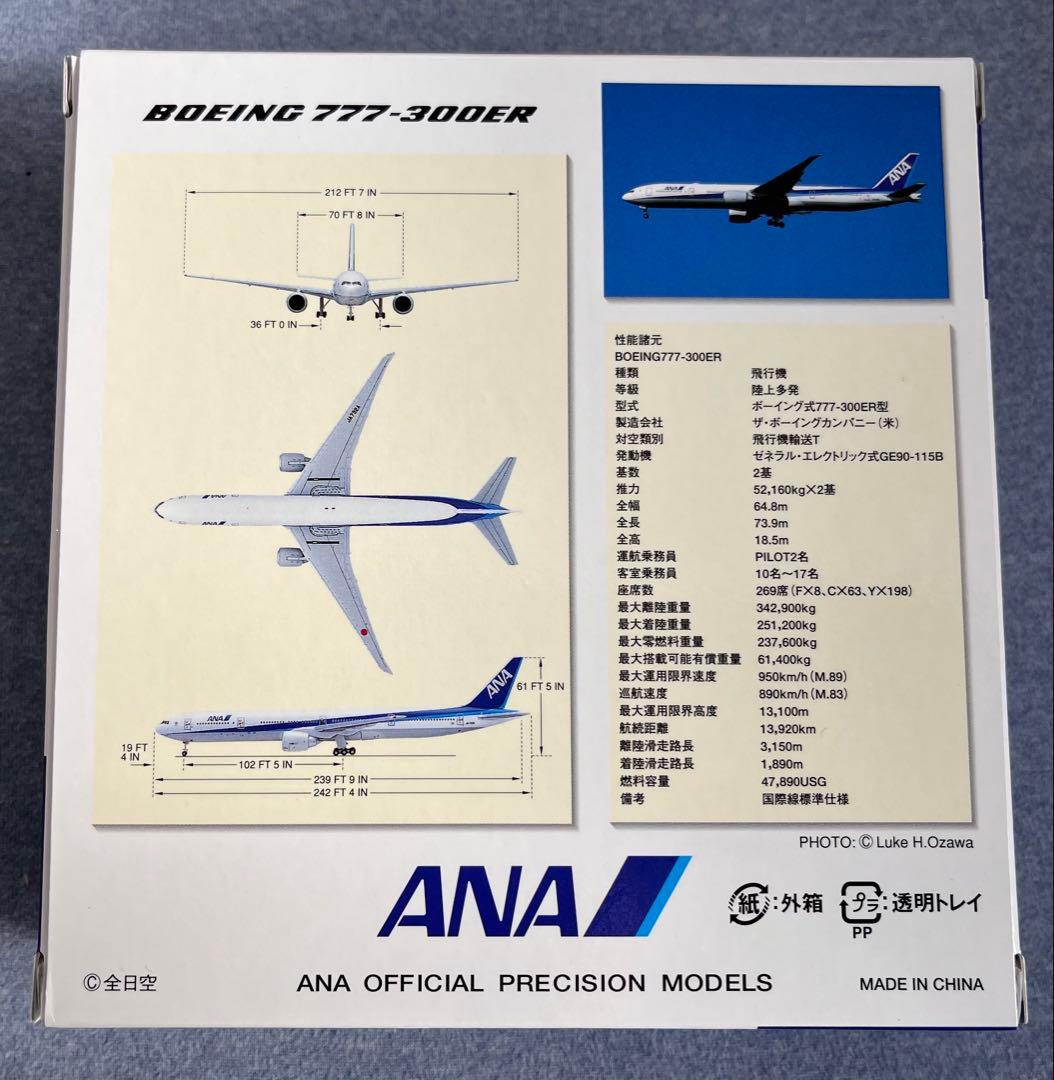 BOEING 777-300ER
212 FT 7 IN
70 FT 8 IN
36 FT 0 IN
JA792A
ANA
ANA
61 FT 5 IN
19 FT
4 IN
102 FT 5 IN
239 FT 9 IN
242 FT 4 IN
ANA
ANA
性能諸元
BOEING777-300ER
種類 飛行機
等級 陸上多発
型式 ボーイング式777-300ER型
製造会社 ザ・ボーイングカンパニー(米)
対空類別 飛行機輸送T
発動機 ゼネラル・エレクトリック式GE90-115B
基数 2基
推力 52,160kg×2基
全幅 64.8m
全長 73.9m
全高 18.5m
運航乗務員 PILOT2名
客室乗務員 10名〜17名
座席数 269席(F×8、C×63、Y×198)
最大離陸重量 342,900kg
最大着陸重量 251,200kg
最大零燃料重量 237,600kg
最大搭載可能有償重量 61,400kg
最大運用限界速度 950km/h(M.89)
巡航速度 890km/h(M.83)
最大運用限界高度 13,100m
航続距離 13,920km
離陸滑走路長 3,150m
着陸滑走路長 1,890m
燃料容量 47,890USG
備考 国際線標準仕様
PHOTO: © Luke H.Ozawa
ANA
紙:外箱 プラ:透明トレイ
PP
©全日空
ANA OFFICIAL PRECISION MODELS
MADE IN CHINA